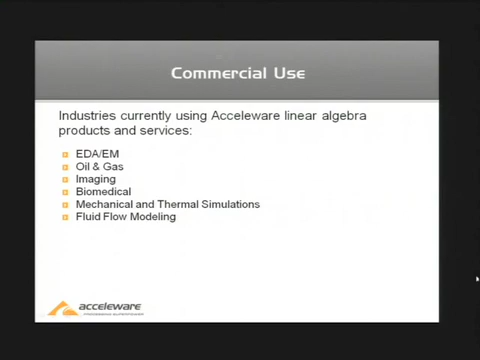 Commercial Use
Industries currently using Acceleware linear algebra
products and services:
EDA/EM
Oil & Gas
Imaging
Biomedical
Mechanical and Thermal Simulations
Fluid Flow Modeling
acceleware